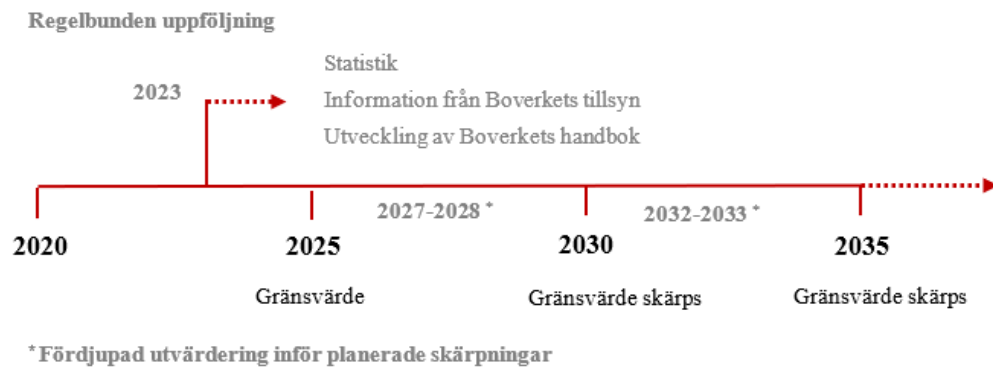 Regelbunden uppföljning
Statistik
2023
Information från Boverkets tillsyn
Utveckling av Boverkets handbok
2027-2028 *
2032-2033 *
2020
2025
2030
2035
Gränsvärde
Gränsvärde skärps
Gränsvärde skärps
* Fördjupad utvärdering inför planerade skärpningar